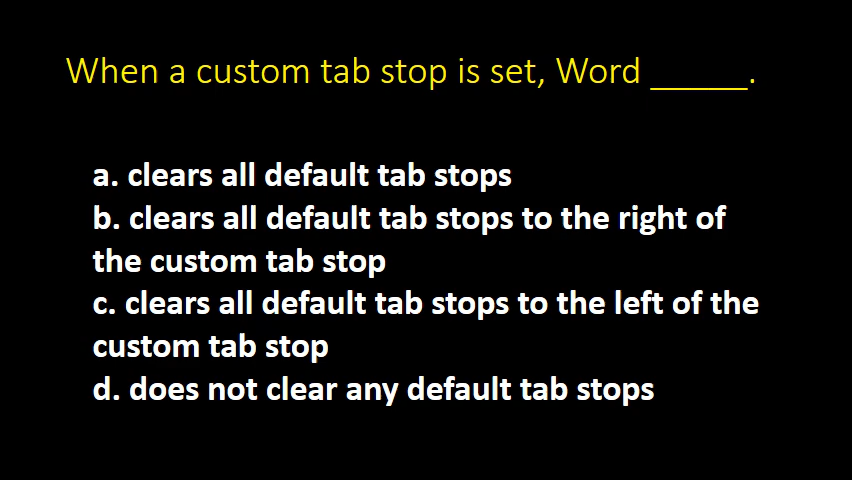 When a custom tab stop is set, Word _____.
a. clears all default tab stops
b. clears all default tab stops to the right of
the custom tab stop
c. clears all default tab stops to the left of the
custom tab stop
d. does not clear any default tab stops